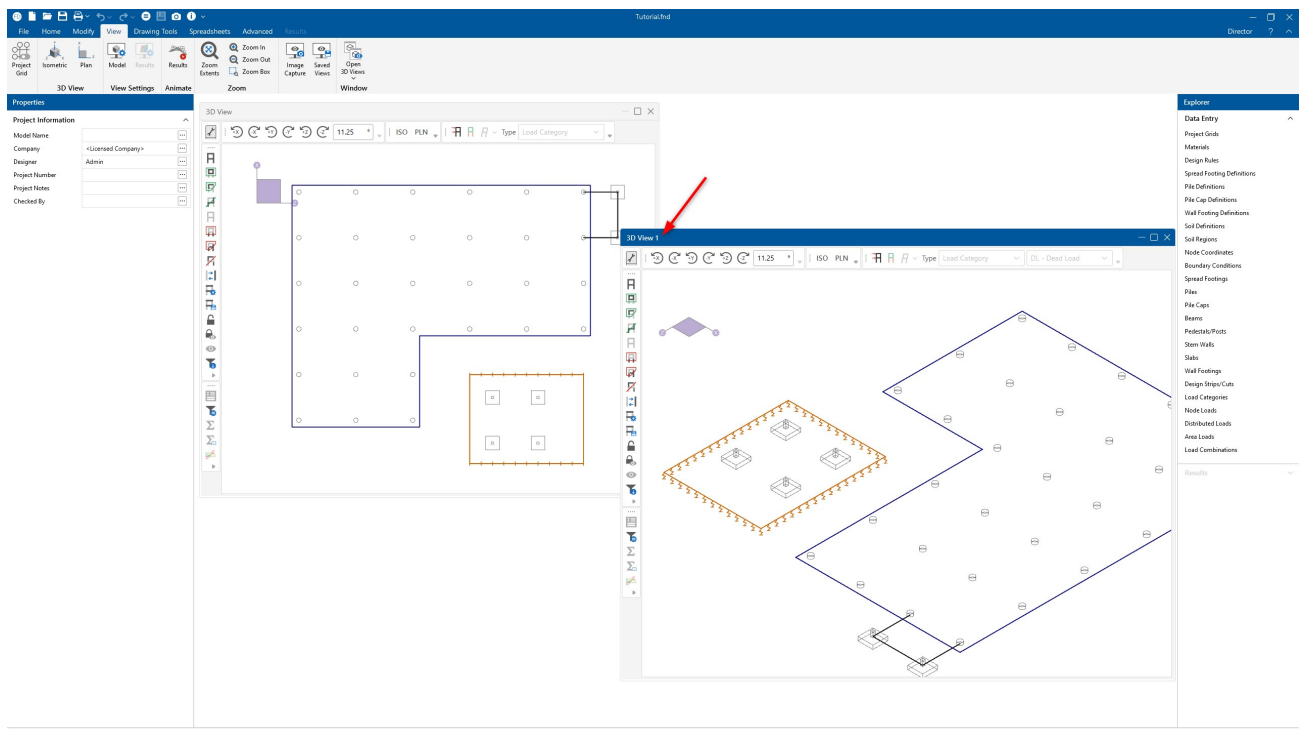 Tutorial.fnd
File Home Modify View Drawing Tools Spreadsheets Advanced Results
Director ?
Project Grid
Isometric
Plan
Model
Results
Results
Zoom Extents
Zoom In
Zoom Out
Zoom Box
Image Capture
Saved Views
Open 3D Views
3D View View Settings Animate Zoom Window
Properties
Project Information
Model Name
Company <Licensed Company>
Designer Admin
Project Number
Project Notes
Checked By
3D View
11.25 ° ISO PLN Type Load Category
3D View 1
11.25 ° ISO PLN Type Load Category DL - Dead Load
Explorer
Data Entry
Project Grids
Materials
Design Rules
Spread Footing Definitions
Pile Definitions
Pile Cap Definitions
Wall Footing Definitions
Soil Definitions
Soil Regions
Node Coordinates
Boundary Conditions
Spread Footings
Piles
Pile Caps
Beams
Pedestals/Posts
Stem Walls
Slabs
Wall Footings
Design Strips/Cuts
Load Categories
Node Loads
Distributed Loads
Area Loads
Load Combinations
Results